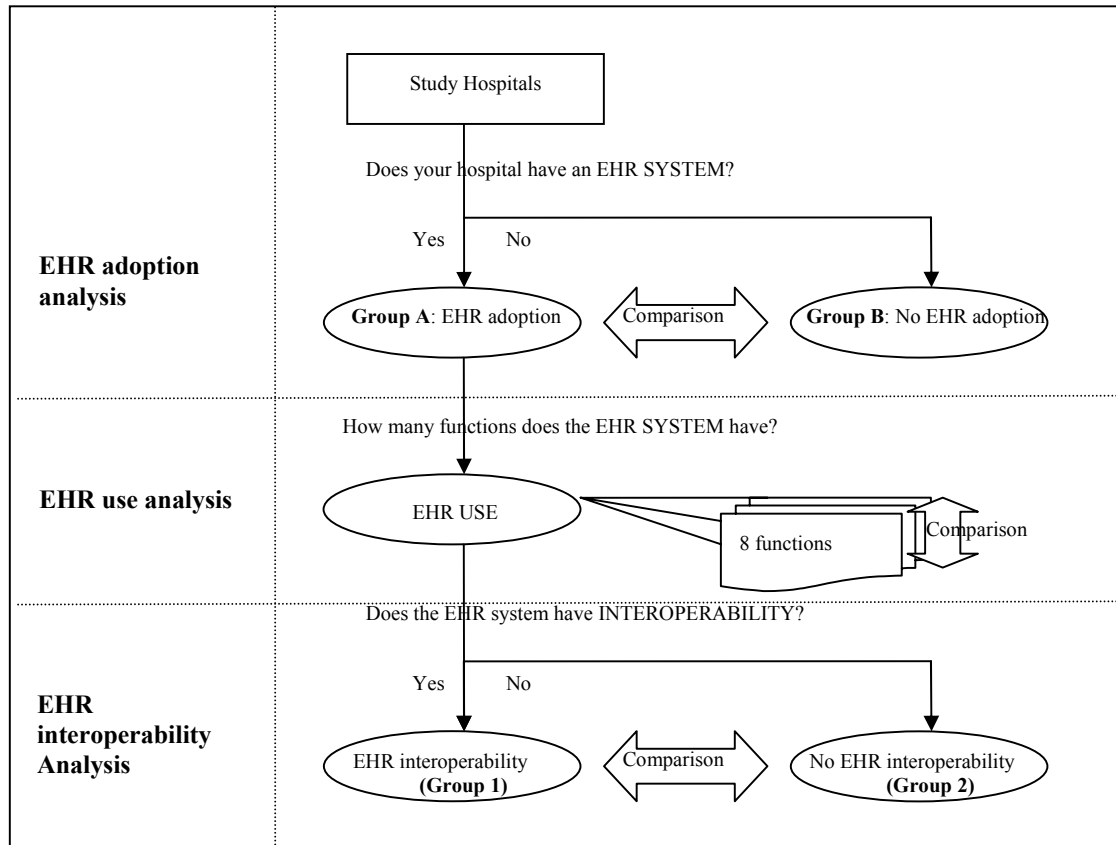 Study Hospitals
Does your hospital have an EHR SYSTEM?
Yes No
EHR adoption
analysis
Group A: EHR adoption
Comparison
Group B: No EHR adoption
How many functions does the EHR SYSTEM have?
EHR use analysis
EHR USE
8 functions
Comparison
Does the EHR system have INTEROPERABILITY?
Yes No
EHR
interoperability
Analysis
EHR interoperability
(Group 1)
Comparison
No EHR interoperability
(Group 2)